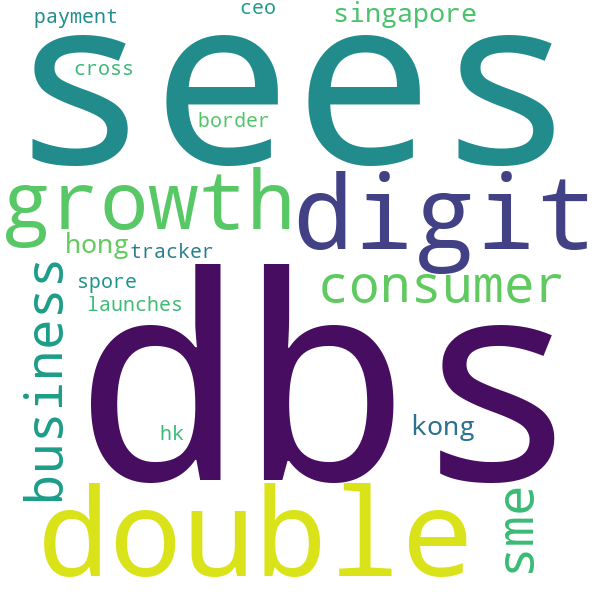 payment
ceo
singapore
sees
cross
border
growth
digit
hong
tracker
spore
launches
consumer
business
dbs
hk
kong
double
sme